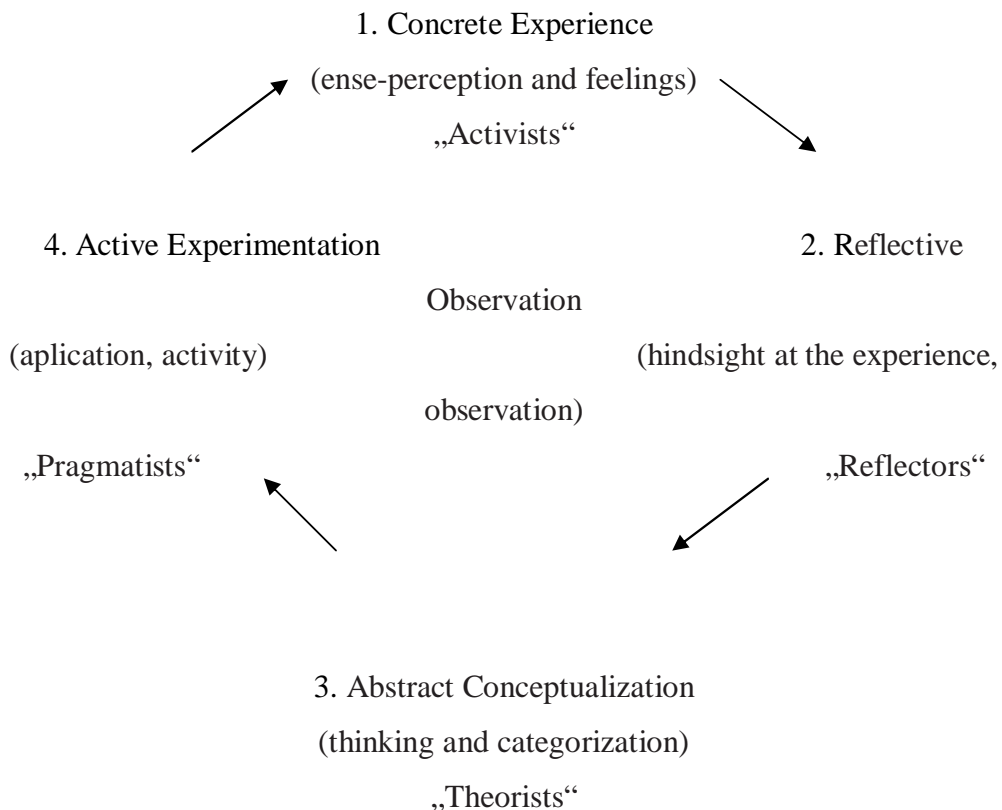 1. Concrete Experience
(ense-perception and feelings)
„Activists“
4. Active Experimentation 2. Reflective
Observation
(aplication, activity) (hindsight at the experience,
observation)
„Pragmatists“ „Reflectors“
3. Abstract Conceptualization
(thinking and categorization)
„Theorists“